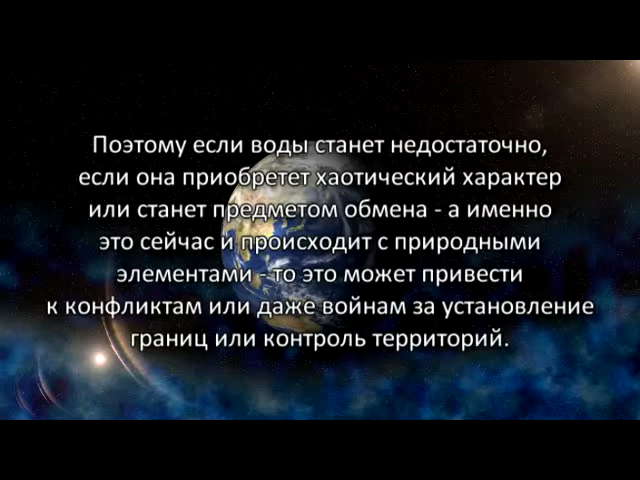 Поэтому если воды станет недостаточно,
если она приобретет хаотический характер
или станет предметом обмена - а именно
это сейчас и происходит с природными
элементами - то это может привести
к конфликтам или даже войнам за установление
границ или контроль территорий.